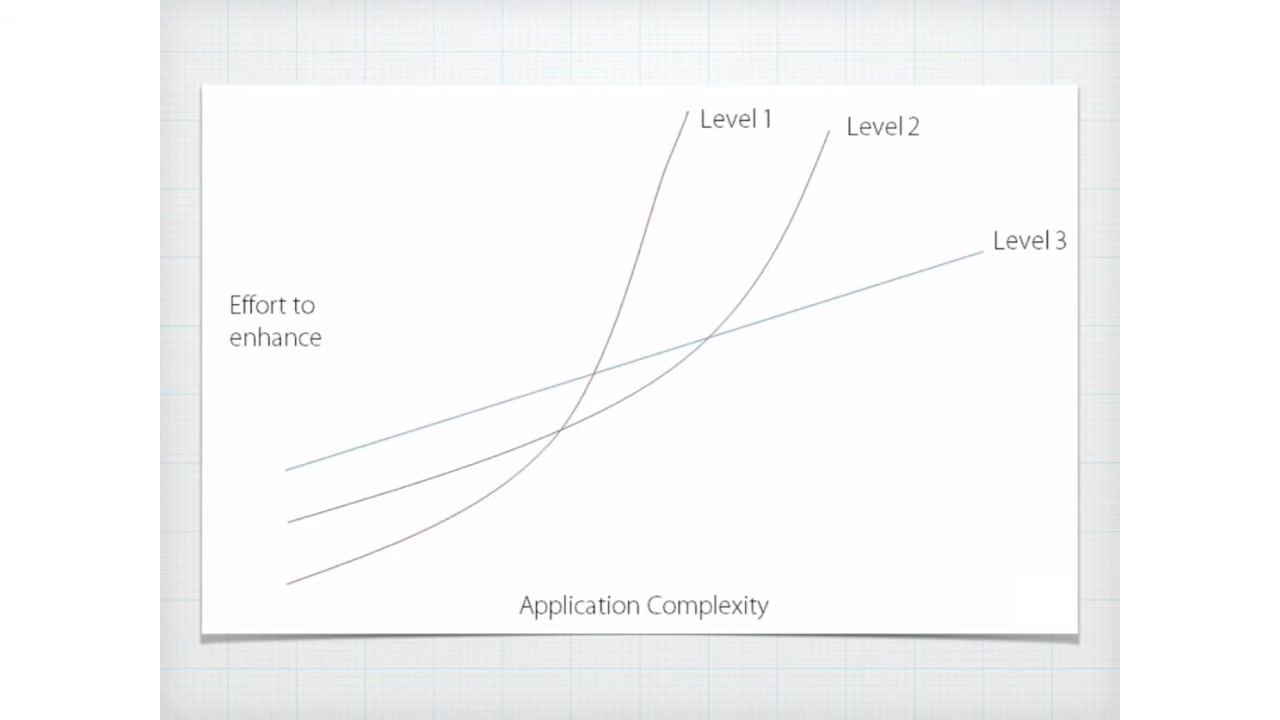 Level 1
Level 2
Level 3
Effort to
enhance
Application Complexity